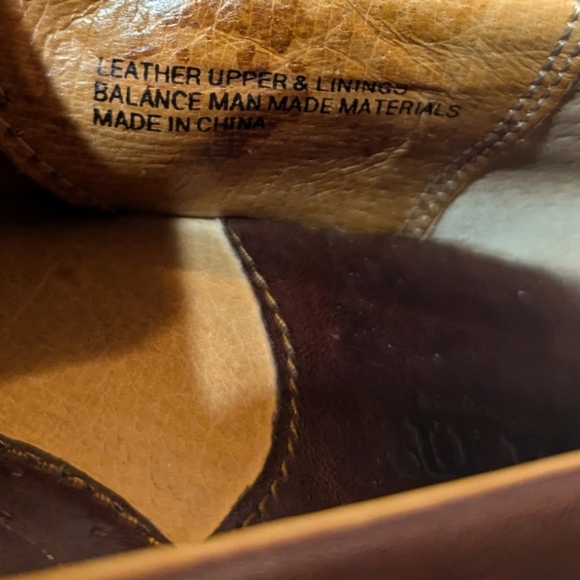 LEATHER UPPER & LININGS
BALANCE MAN MADE MATERIALS
MADE IN CHINA